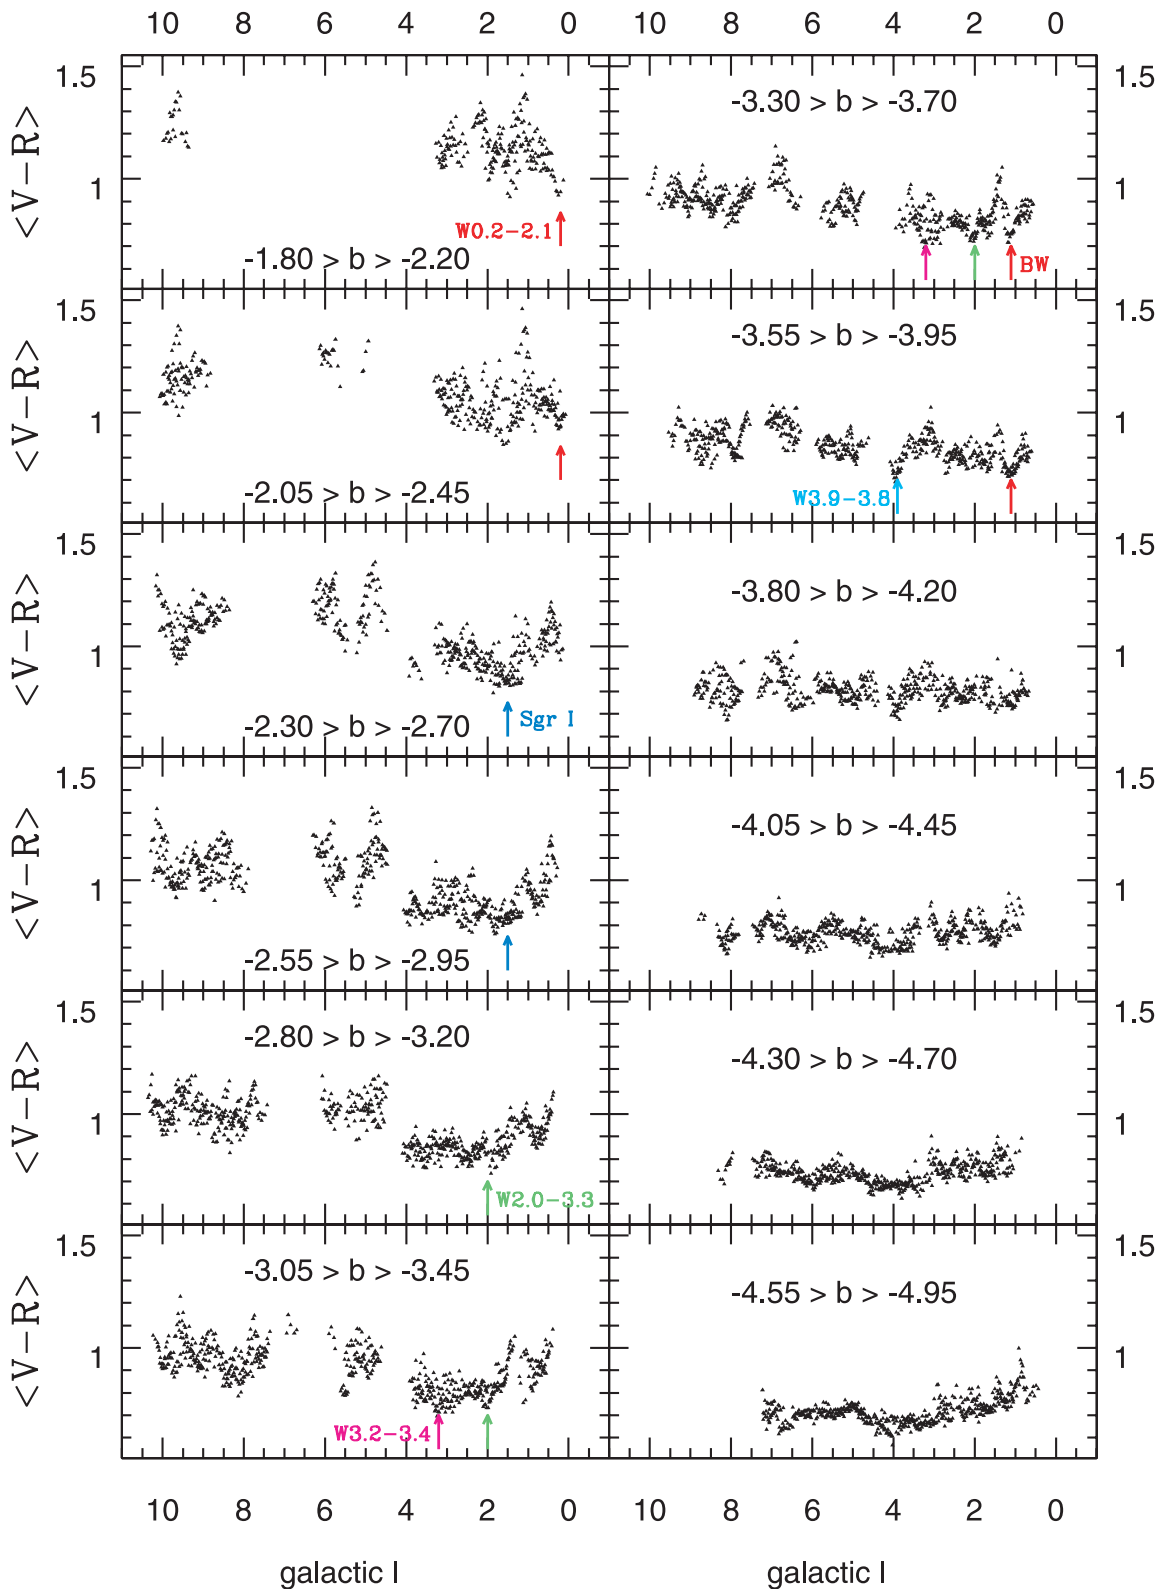 10 8 6 4 2 0 10 8 6 4 2 0
1.5 -3.30 > b > -3.70 1.5
<V-R> 1 1
W0.2-2.1
-1.80 > b > -2.20 BW
1.5 -3.55 > b > -3.95 1.5
<V-R> 1 1
-2.05 > b > -2.45 W3.9-3.8
1.5 -3.80 > b > -4.20 1.5
<V-R> 1 1
Sgr I
-2.30 > b > -2.70
1.5 -4.05 > b > -4.45 1.5
<V-R> 1 1
-2.55 > b > -2.95
1.5 -2.80 > b > -3.20 -4.30 > b > -4.70 1.5
<V-R> 1 1
W2.0-3.3
1.5 -3.05 > b > -3.45 -4.55 > b > -4.95 1.5
<V-R> 1 1
W3.2-3.4
10 8 6 4 2 0 10 8 6 4 2 0
galactic l galactic l